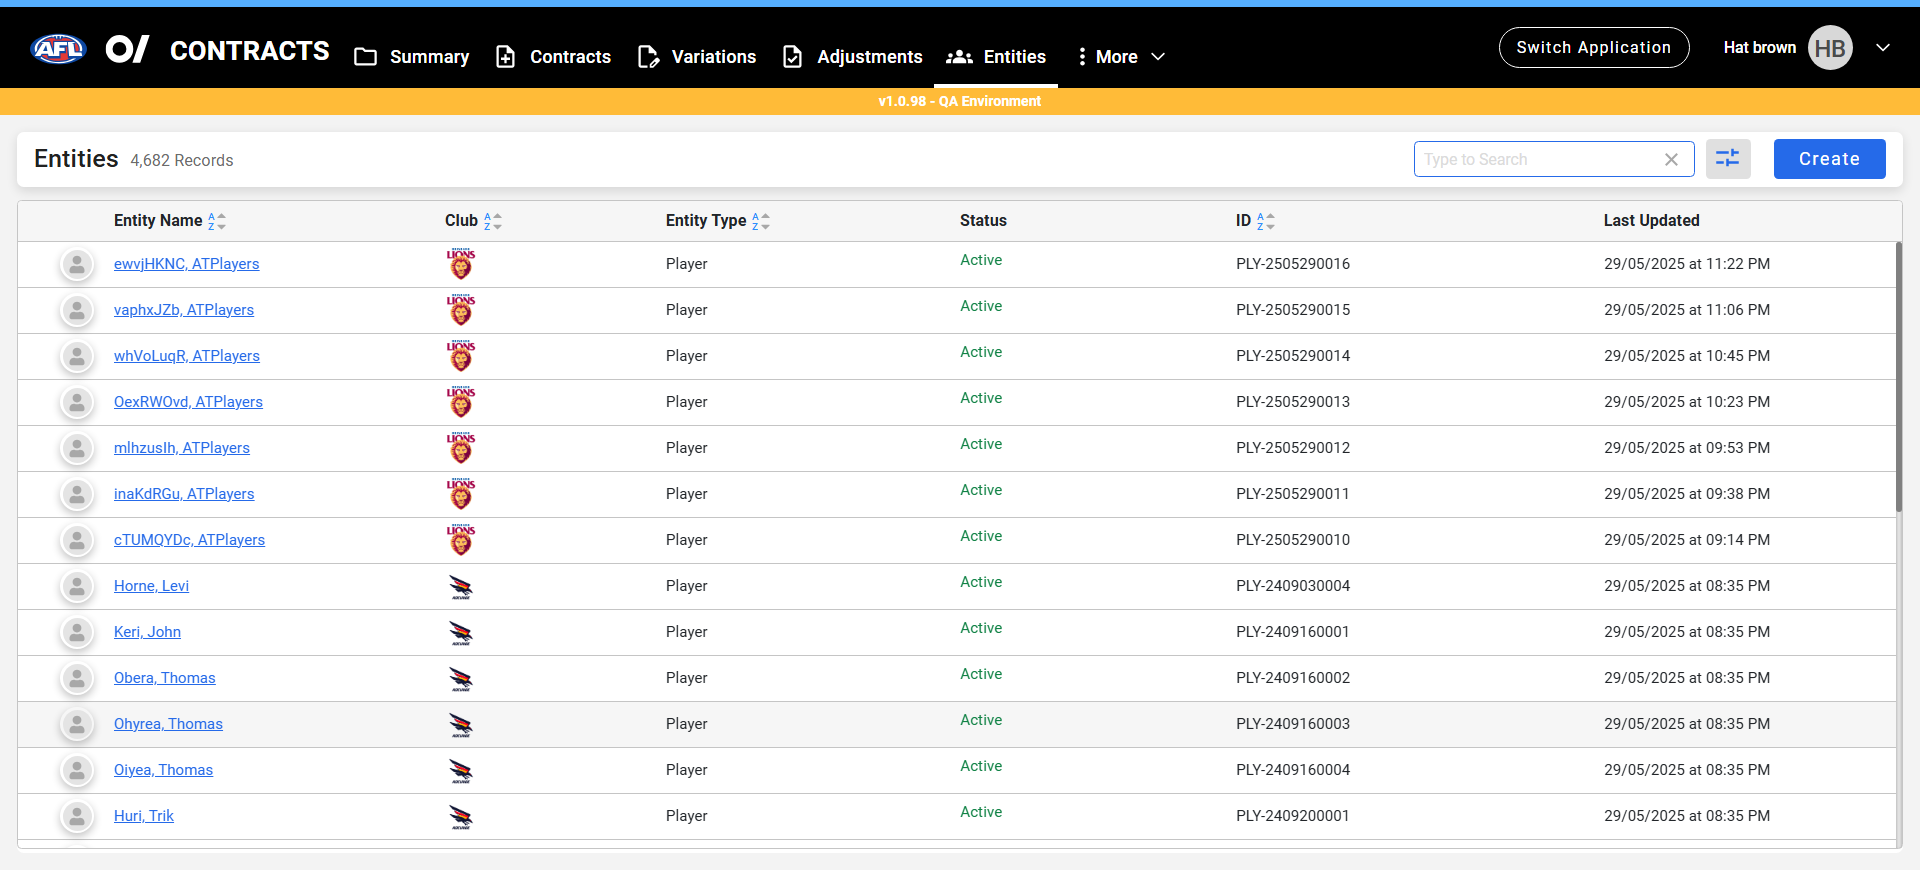 AFL CONTRACTS Summary Contracts Variations Adjustments Entities More Switch Application Hat brown HB
v1.0.98 - QA Environment
Entities 4,682 Records Type to Search Create
Entity Name AZ Club AZ Entity Type AZ Status ID AZ Last Updated
ewvjHKNC, ATPlayers LIONS Player Active PLY-2505290016 29/05/2025 at 11:22 PM
vaphxJZb, ATPlayers LIONS Player Active PLY-2505290015 29/05/2025 at 11:06 PM
whVoLuqR, ATPlayers LIONS Player Active PLY-2505290014 29/05/2025 at 10:45 PM
OexRWOvd, ATPlayers LIONS Player Active PLY-2505290013 29/05/2025 at 10:23 PM
mlhzusIh, ATPlayers LIONS Player Active PLY-2505290012 29/05/2025 at 09:53 PM
inaKdRGu, ATPlayers LIONS Player Active PLY-2505290011 29/05/2025 at 09:38 PM
cTUMQYDc, ATPlayers LIONS Player Active PLY-2505290010 29/05/2025 at 09:14 PM
Horne, Levi Player Active PLY-2409030004 29/05/2025 at 08:35 PM
Keri, John Player Active PLY-2409160001 29/05/2025 at 08:35 PM
Obera, Thomas Player Active PLY-2409160002 29/05/2025 at 08:35 PM
Ohyrea, Thomas Player Active PLY-2409160003 29/05/2025 at 08:35 PM
Oiyea, Thomas Player Active PLY-2409160004 29/05/2025 at 08:35 PM
Huri, Trik Player Active PLY-2409200001 29/05/2025 at 08:35 PM